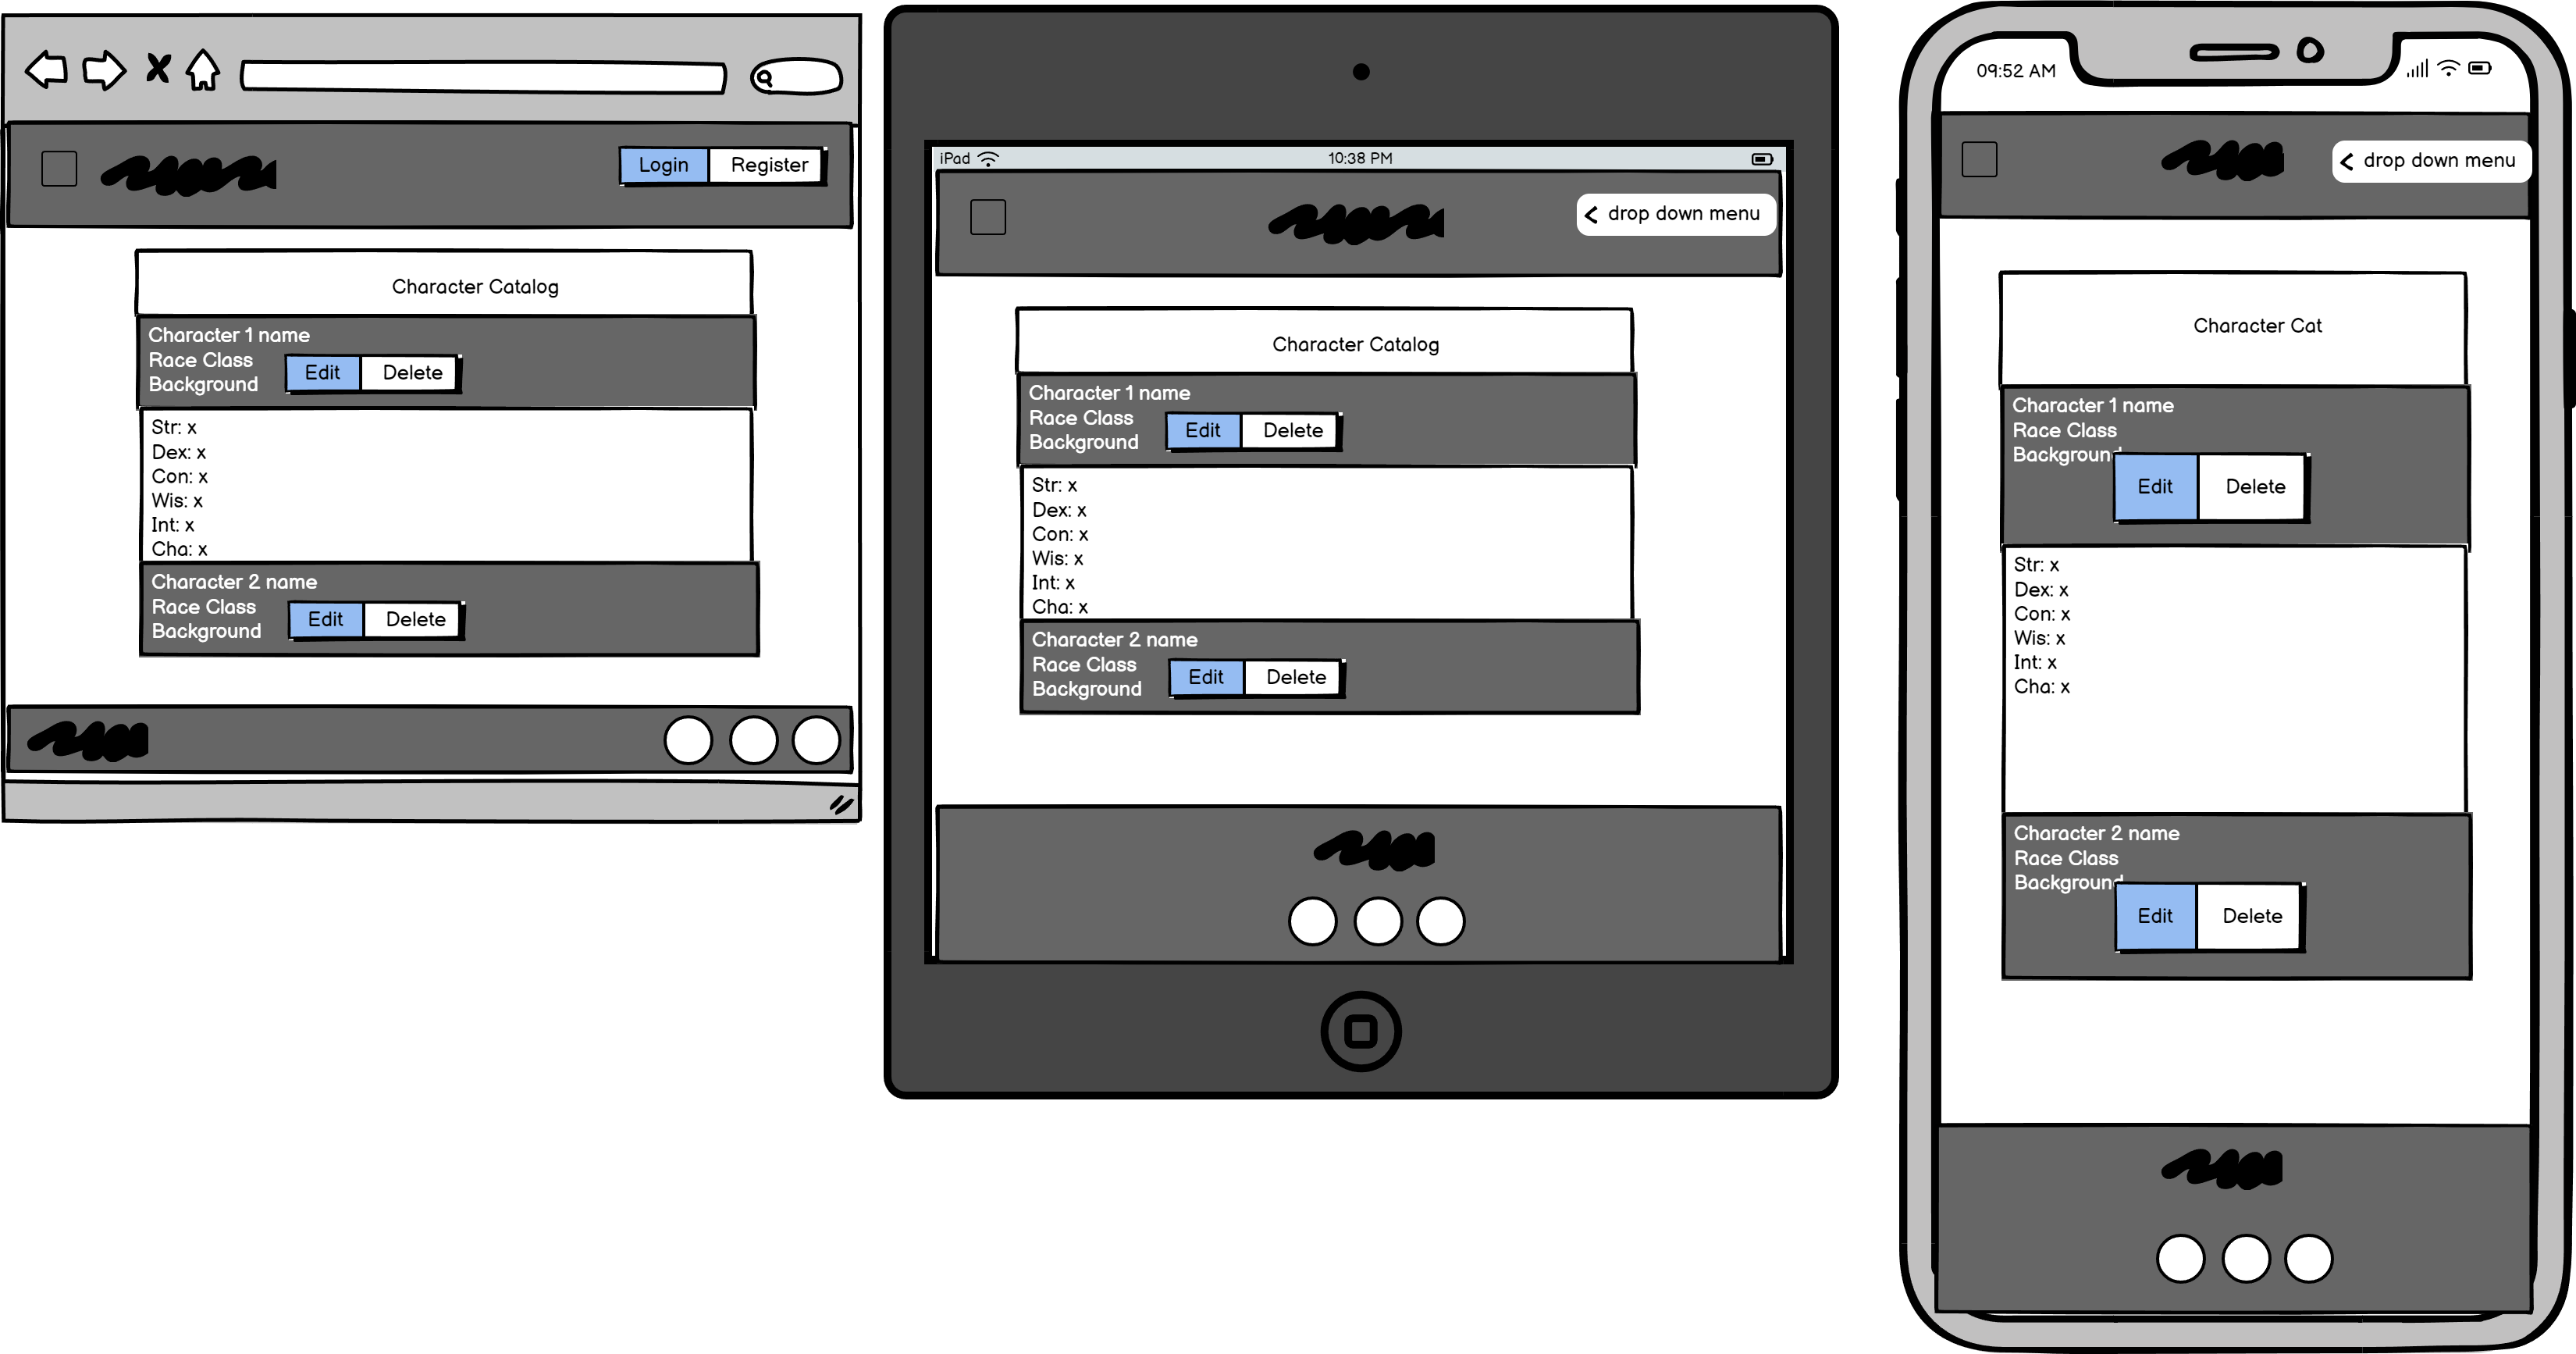 Login Register
Character Catalog
Character 1 name
Race Class
Background
Edit Delete
Str: x
Dex: x
Con: x
Wis: x
Int: x
Cha: x
Character 2 name
Race Class
Background
Edit Delete
iPad 10:38 PM
drop down menu
Character Catalog
Character 1 name
Race Class
Background
Edit Delete
Str: x
Dex: x
Con: x
Wis: x
Int: x
Cha: x
Character 2 name
Race Class
Background
Edit Delete
09:52 AM
drop down menu
Character Cat
Character 1 name
Race Class
Background
Edit Delete
Str: x
Dex: x
Con: x
Wis: x
Int: x
Cha: x
Character 2 name
Race Class
Background
Edit Delete